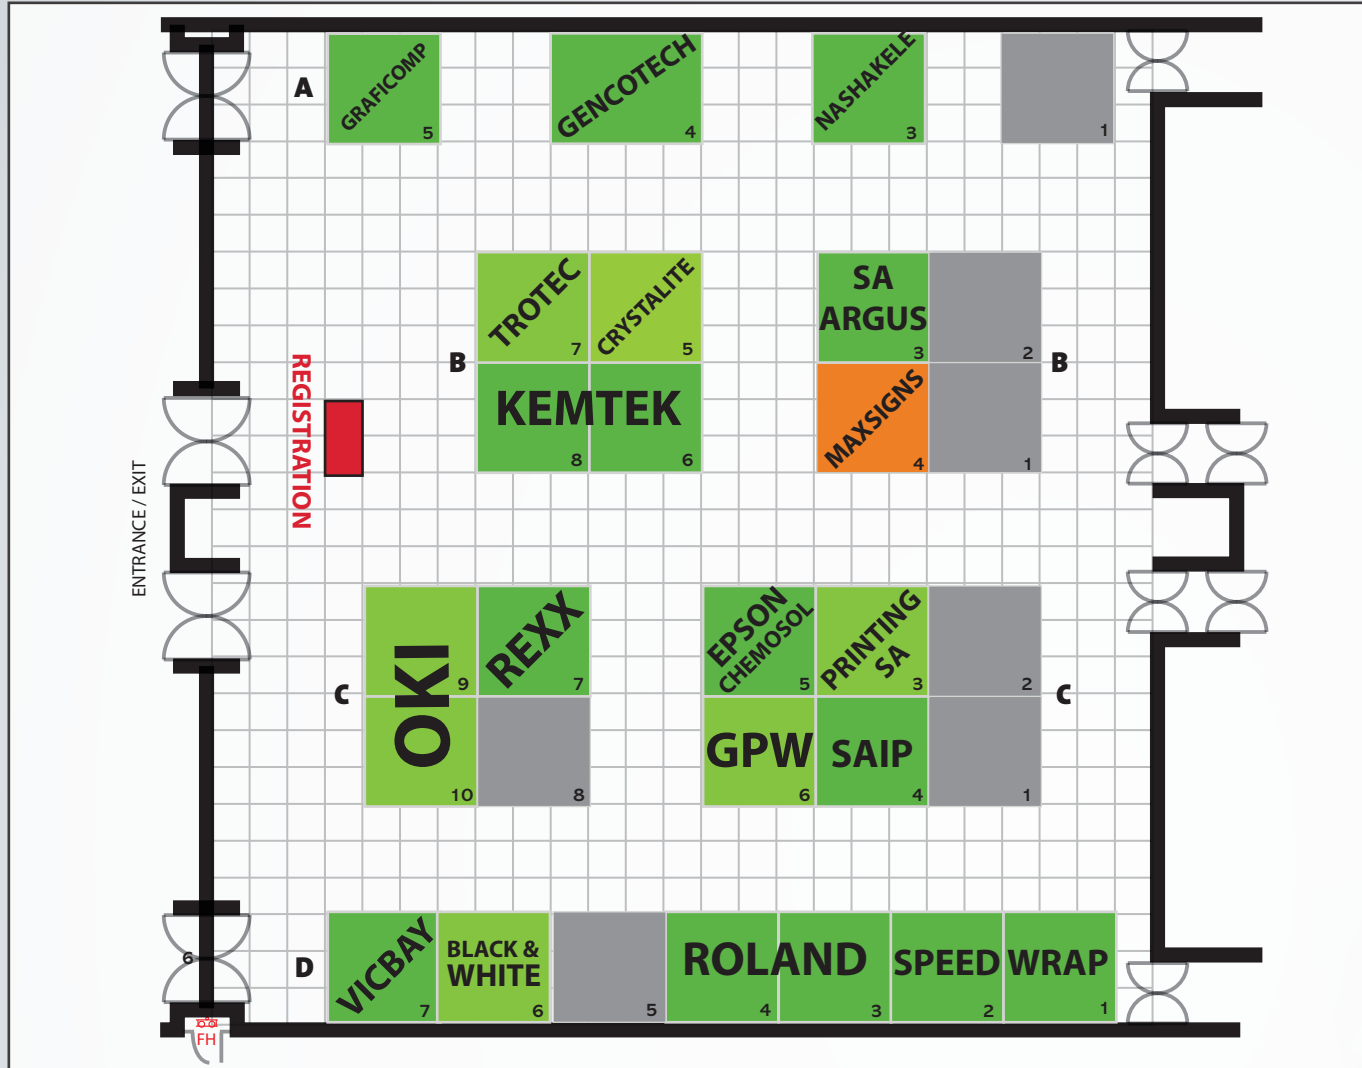 A
GRAFICOMP
5
GENCOTECH
4
NASHAKELE
3
1
TROTEC
7
CRYSTALITE
5
SA
ARGUS
3
2
B
KEMTEK
8
6
MAXSIGNS
4
1
B
REGISTRATION
ENTRANCE / EXIT
C
OKI
9
10
REXX
7
8
EPSON
CHEMOSOL
5
PRINTING
SA
3
2
GPW
6
SAIP
4
1
C
6
D
VICBAY
7
BLACK &
WHITE
6
5
ROLAND
4
3
SPEED WRAP
2
1
FH